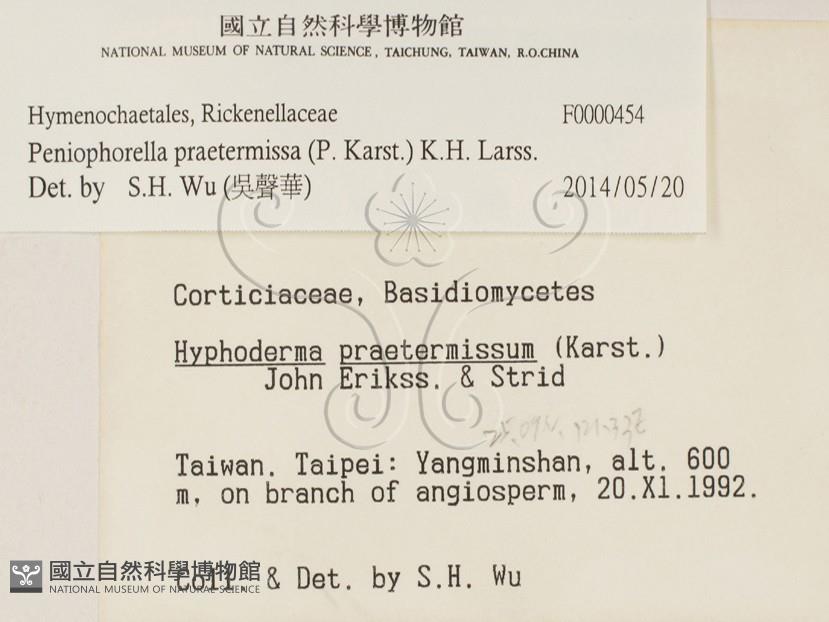 國立自然科學博物館
NATIONAL MUSEUM OF NATURAL SCIENCE, TAICHUNG, TAIWAN, R.O.CHINA
Hymenochaetales, Rickenellaceae F0000454
Peniophorella praetermissa (P. Karst.) K.H. Larss.
Det. by S.H. Wu (吳聲華) 2014/05/20
Corticiaceae, Basidiomycetes
Hyphoderma praetermissum (Karst.)
John Erikss. & Strid
Taiwan. Taipei: Yangminshan, alt. 600
m, on branch of angiosperm, 20.X1.1992.
Coll. & Det. by S.H. Wu
國立自然科學博物館
NATIONAL MUSEUM OF NATURAL SCIENCE